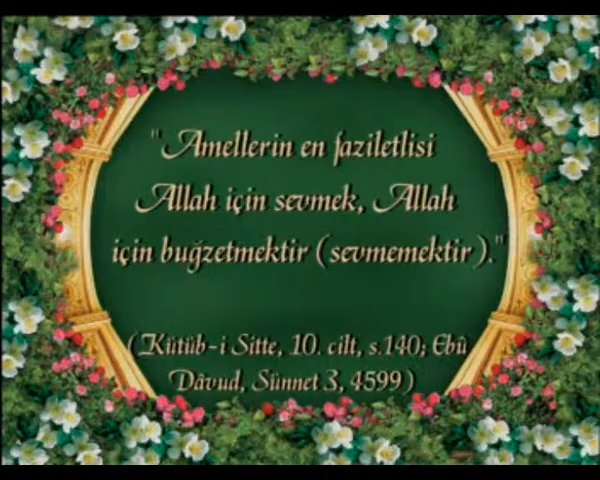 "Amellerin en faziletlisi
Allah için sevmek, Allah
için buğzetmektir (sevmemektir)."
(Kütüb-i Sitte, 10. cilt, s.140; Ebû
Dâvud, Sünnet 3, 4599)